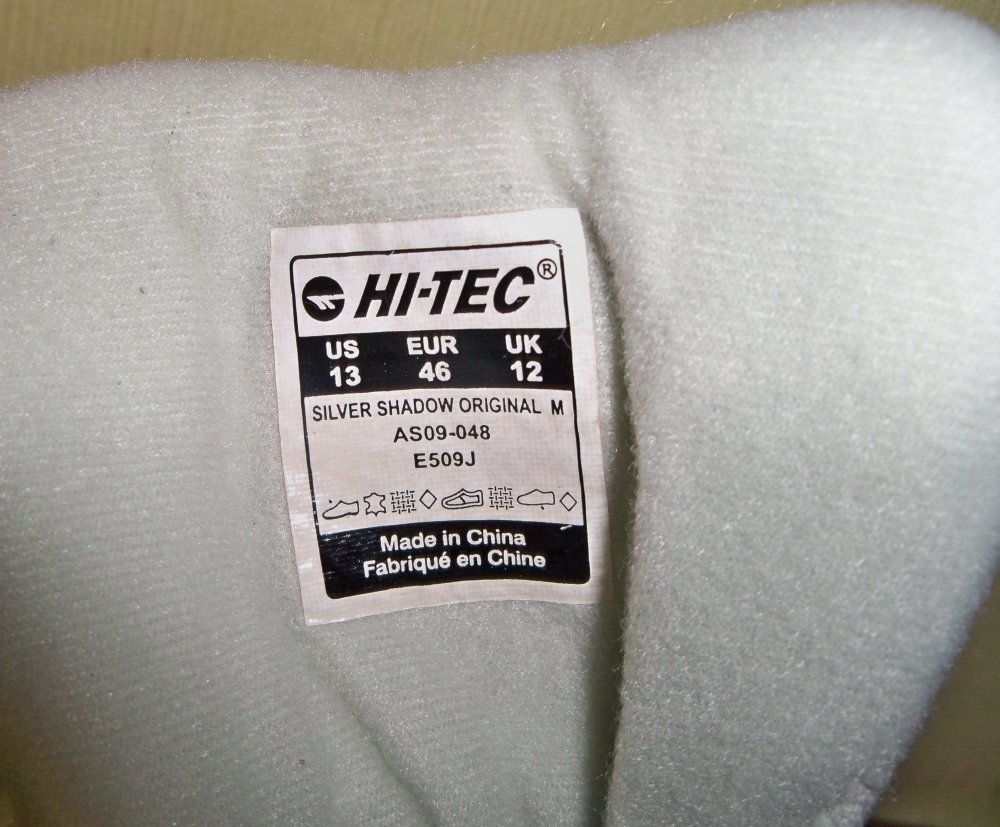 HI-TEC®
US EUR UK
13 46 12
SILVER SHADOW ORIGINAL M
AS09-048
E509J
Made in China
Fabriqué en Chine